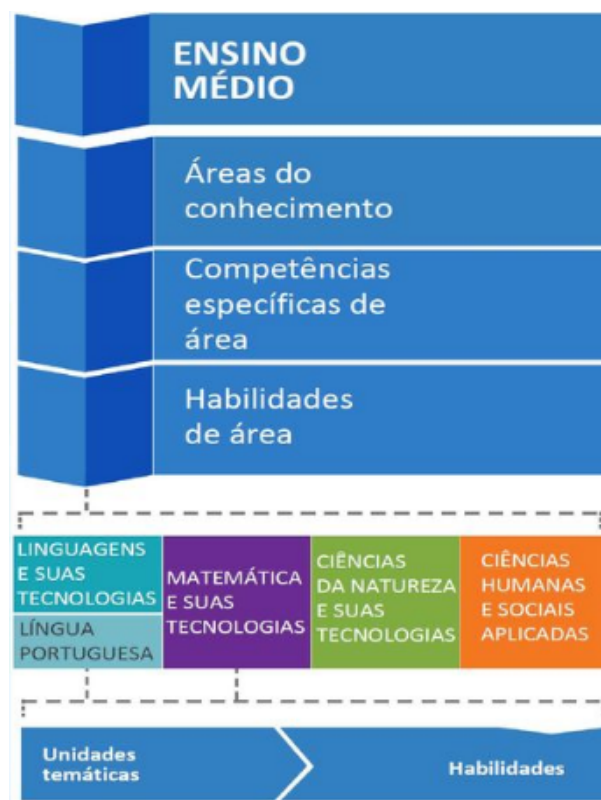 ENSINO
MÉDIO
Áreas do
conhecimento
Competências
específicas de
área
Habilidades
de área
LINGUAGENS
E SUAS
TECNOLOGIAS
LÍNGUA
PORTUGUESA
MATEMÁTICA
E SUAS
TECNOLOGIAS
CIÊNCIAS
DA NATUREZA
E SUAS
TECNOLOGIAS
CIÊNCIAS
HUMANAS
E SOCIAIS
APLICADAS
Unidades
temáticas
Habilidades